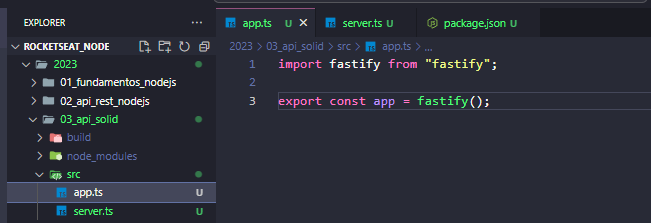 EXPLORER
ROCKETSEAT_NODE
2023
01_fundamentos_nodejs
02_api_rest_nodejs
03_api_solid
build
node_modules
src
app.ts U
server.ts U
app.ts U
server.ts U
package.json U
2023 > 03_api_solid > src > app.ts > ...
1 import fastify from "fastify";
2
3 export const app = fastify();